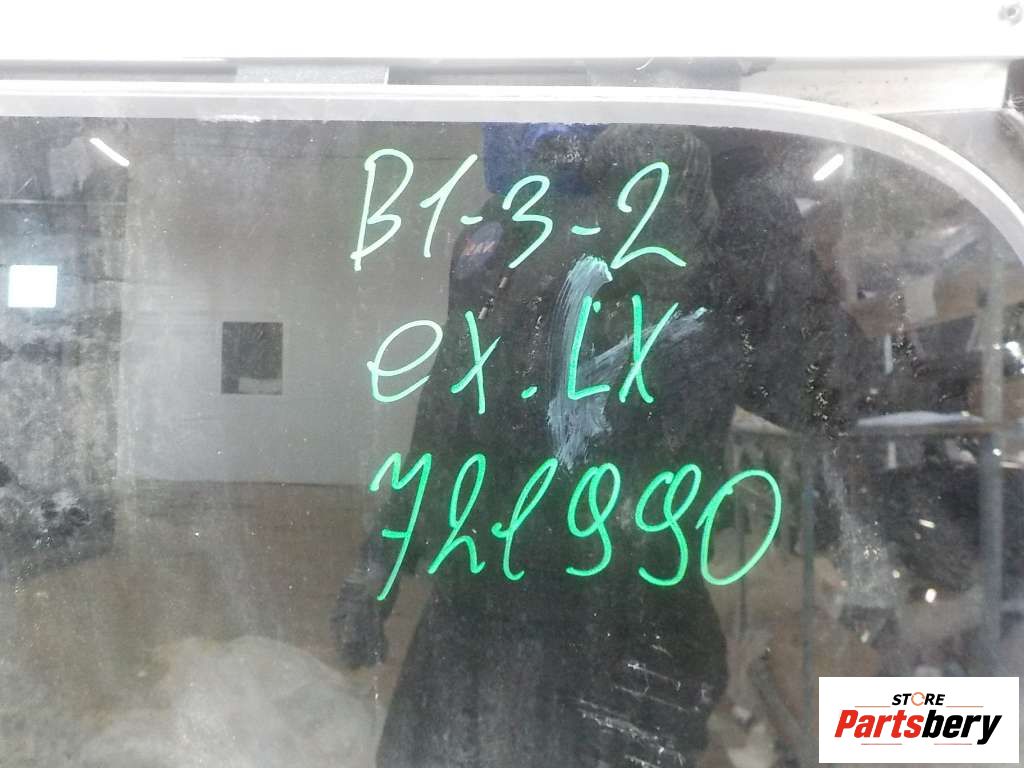 B1-3-2
ex. LX
721990
STORE
Partsbery